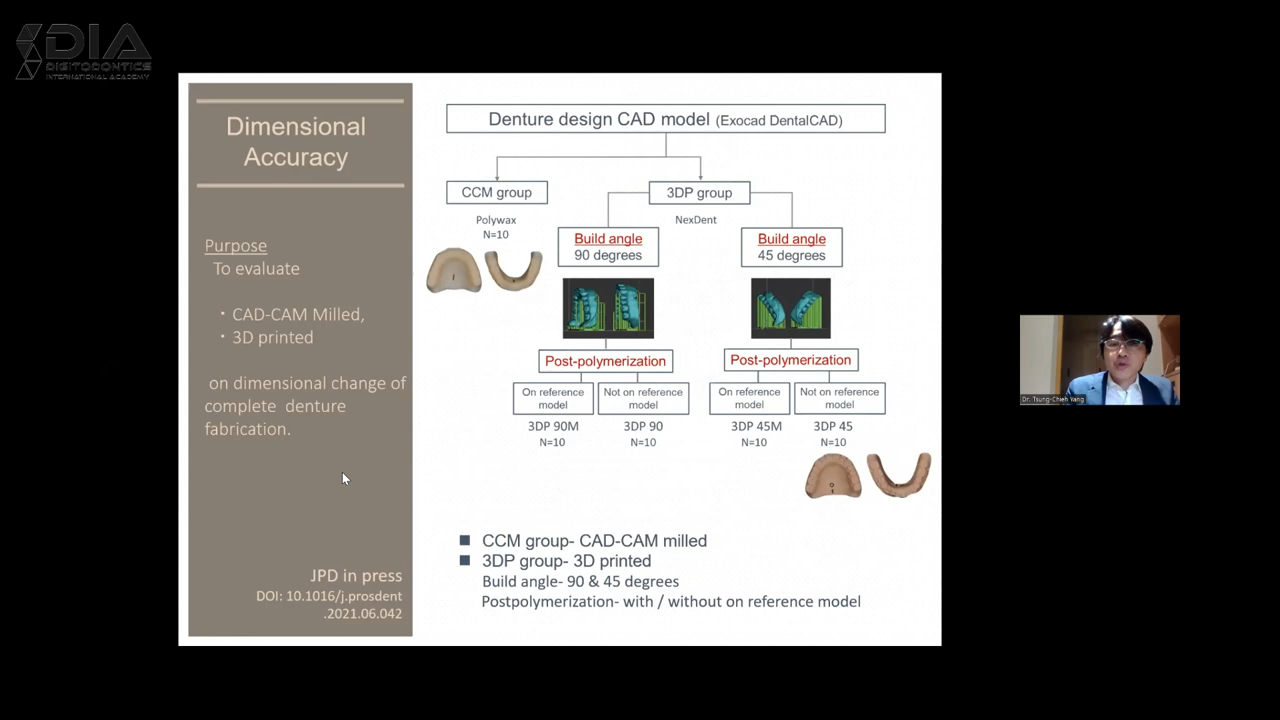 DIA
DIGITODONTICS
INTERNATIONAL ACADEMY
Dimensional
Accuracy
Purpose
To evaluate
・ CAD-CAM Milled,
・ 3D printed
on dimensional change of
complete denture
fabrication.
JPD in press
DOI: 10.1016/j.prosdent
.2021.06.042
Denture design CAD model (Exocad DentalCAD)
CCM group
3DP group
Polywax
N=10
NexDent
Build angle
90 degrees
Build angle
45 degrees
Post-polymerization
Post-polymerization
On reference
model
Not on reference
model
On reference
model
Not on reference
model
3DP 90M
N=10
3DP 90
N=10
3DP 45M
N=10
3DP 45
N=10
■ CCM group- CAD-CAM milled
■ 3DP group- 3D printed
Build angle- 90 & 45 degrees
Postpolymerization- with / without on reference model
Dr. Tsung-Chieh Yang